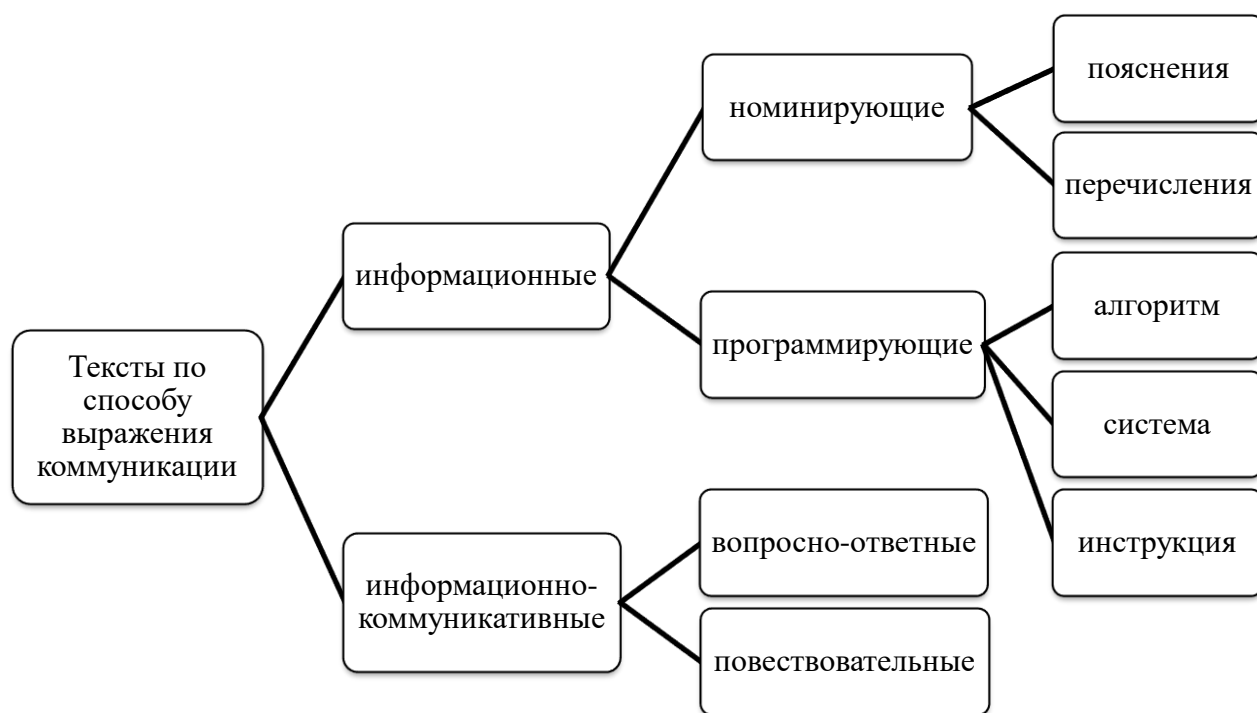 пояснения
номинирующие
перечисления
информационные
алгоритм
программирующие
Тексты по
способу
выражения
коммуникации
система
вопросно-ответные
инструкция
информационно-
коммуникативные
повествовательные